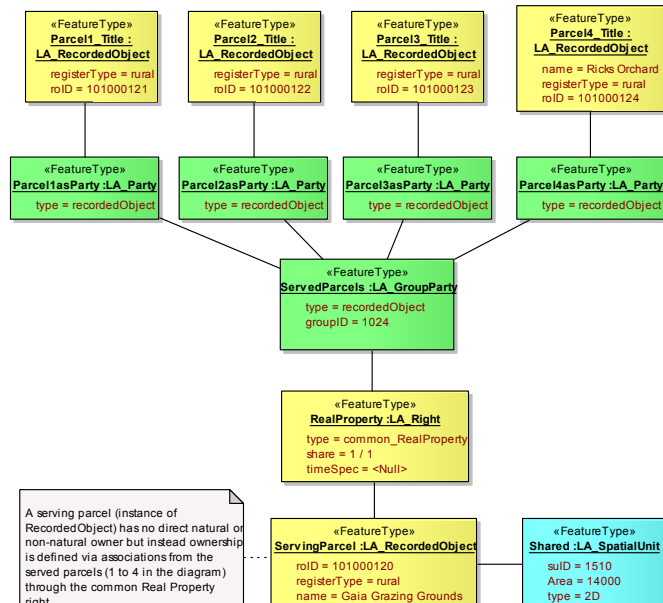 «FeatureType»
Parcel1_Title :
LA_RecordedObject
registerType = rural
roID = 101000121
«FeatureType»
Parcel2_Title :
LA_RecordedObject
registerType = rural
roID = 101000122
«FeatureType»
Parcel3_Title :
LA_RecordedObject
registerType = rural
roID = 101000123
«FeatureType»
Parcel4_Title :
LA_RecordedObject
name = Ricks Orchard
registerType = rural
roID = 101000124
«FeatureType»
Parcel1asParty :LA_Party
type = recordedObject
«FeatureType»
Parcel2asParty :LA_Party
type = recordedObject
«FeatureType»
Parcel3asParty :LA_Party
type = recordedObject
«FeatureType»
Parcel4asParty :LA_Party
type = recordedObject
«FeatureType»
ServedParcels :LA_GroupParty
type = recordedObject
groupID = 1024
«FeatureType»
RealProperty :LA_Right
type = common_RealProperty
share = 1 / 1
timeSpec = <Null>
A serving parcel (instance of
RecordedObject) has no direct natural or
non-natural owner but instead ownership
is defined via associations from the
served parcels (1 to 4 in the diagram)
through the common Real Property
right
«FeatureType»
ServingParcel :LA_RecordedObject
roID = 101000120
registerType = rural
name = Gaia Grazing Grounds
«FeatureType»
Shared :LA_SpatialUnit
suID = 1510
Area = 14000
type = 2D